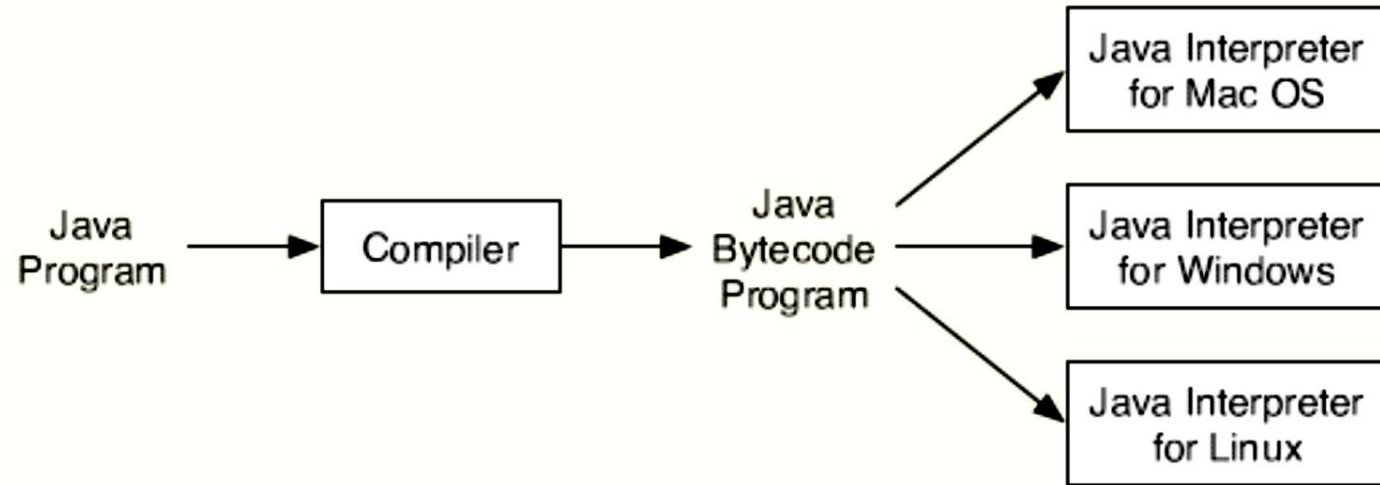 Java
Program
Compiler
Java
Bytecode
Program
Java Interpreter
for Mac OS
Java Interpreter
for Windows
Java Interpreter
for Linux